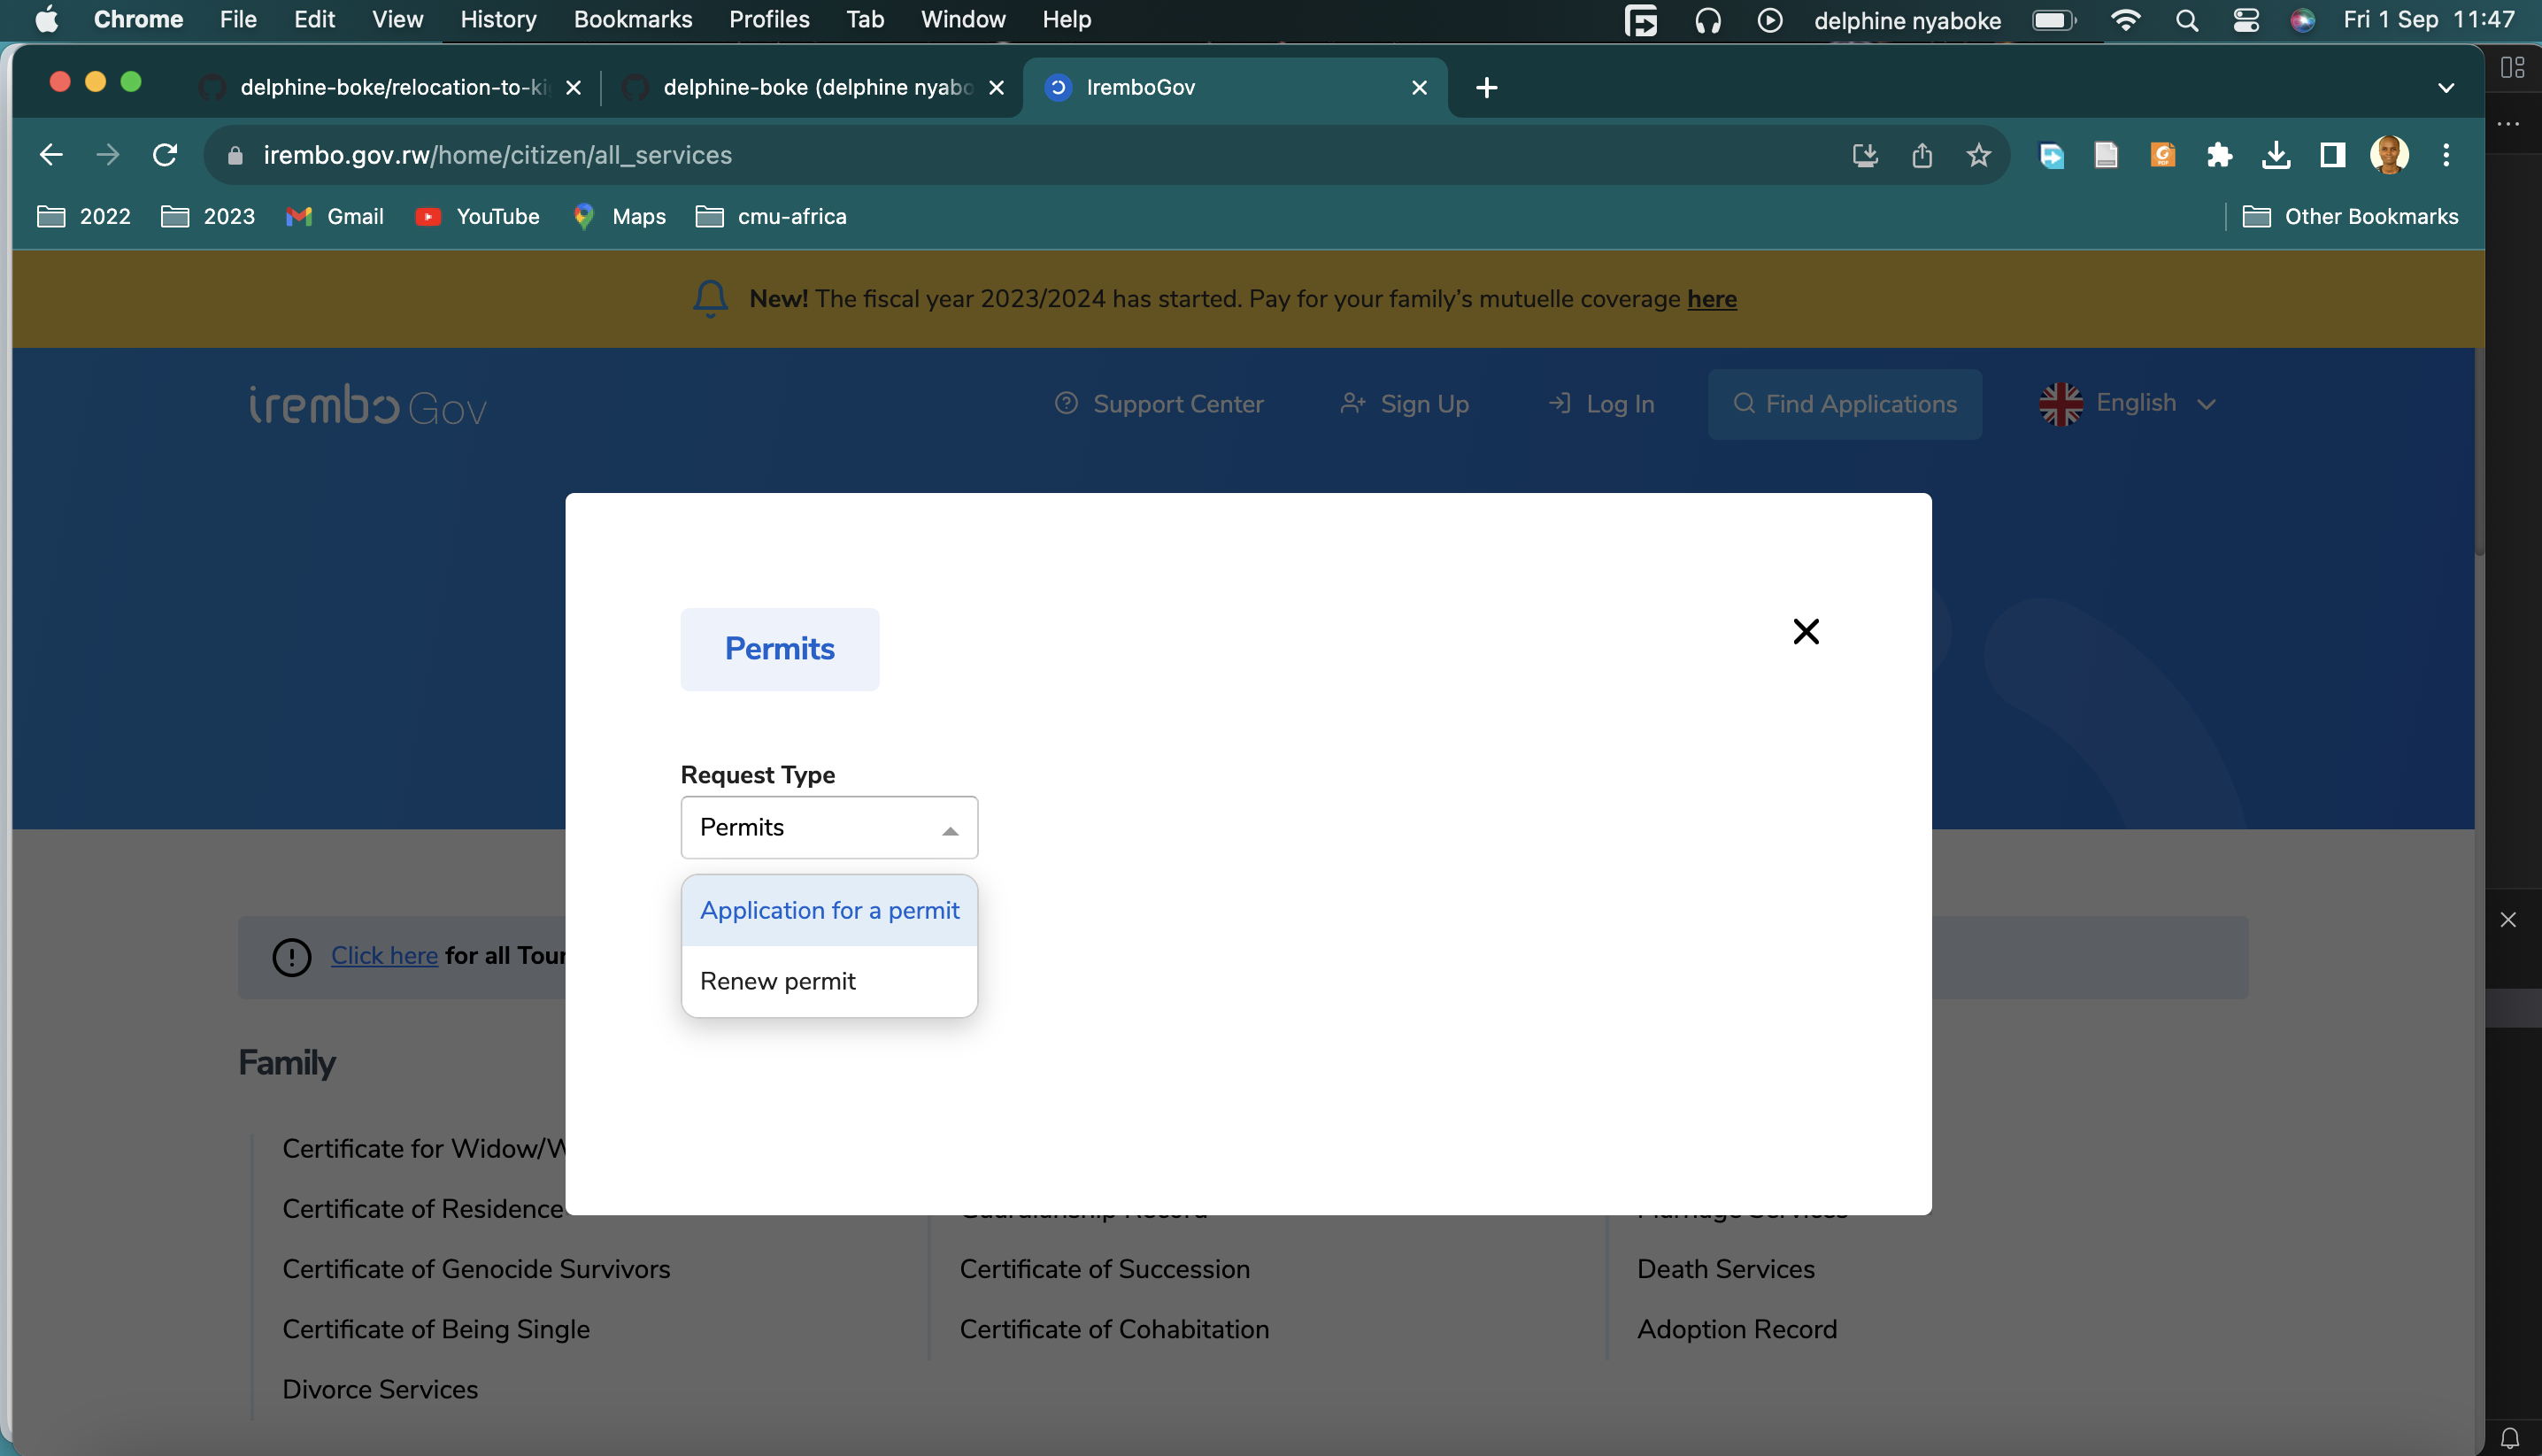 Chrome File Edit View History Bookmarks Profiles Tab Window Help delphine nyaboke Fri 1 Sep 11:47
delphine-boke/relocation-to-ki delphine-boke (delphine nyabo IremboGov
irembo.gov.rw/home/citizen/all_services
2022 2023 Gmail YouTube Maps cmu-africa Other Bookmarks
New! The fiscal year 2023/2024 has started. Pay for your family’s mutuelle coverage here
irembo Gov Support Center Sign Up Log In Find Applications English
Permits
Request Type
Permits
Application for a permit
Renew permit
Click here for all Tour
Family
Certificate for Widow/W
Certificate of Residence
Certificate of Genocide Survivors Certificate of Succession Death Services
Certificate of Being Single Certificate of Cohabitation Adoption Record
Divorce Services